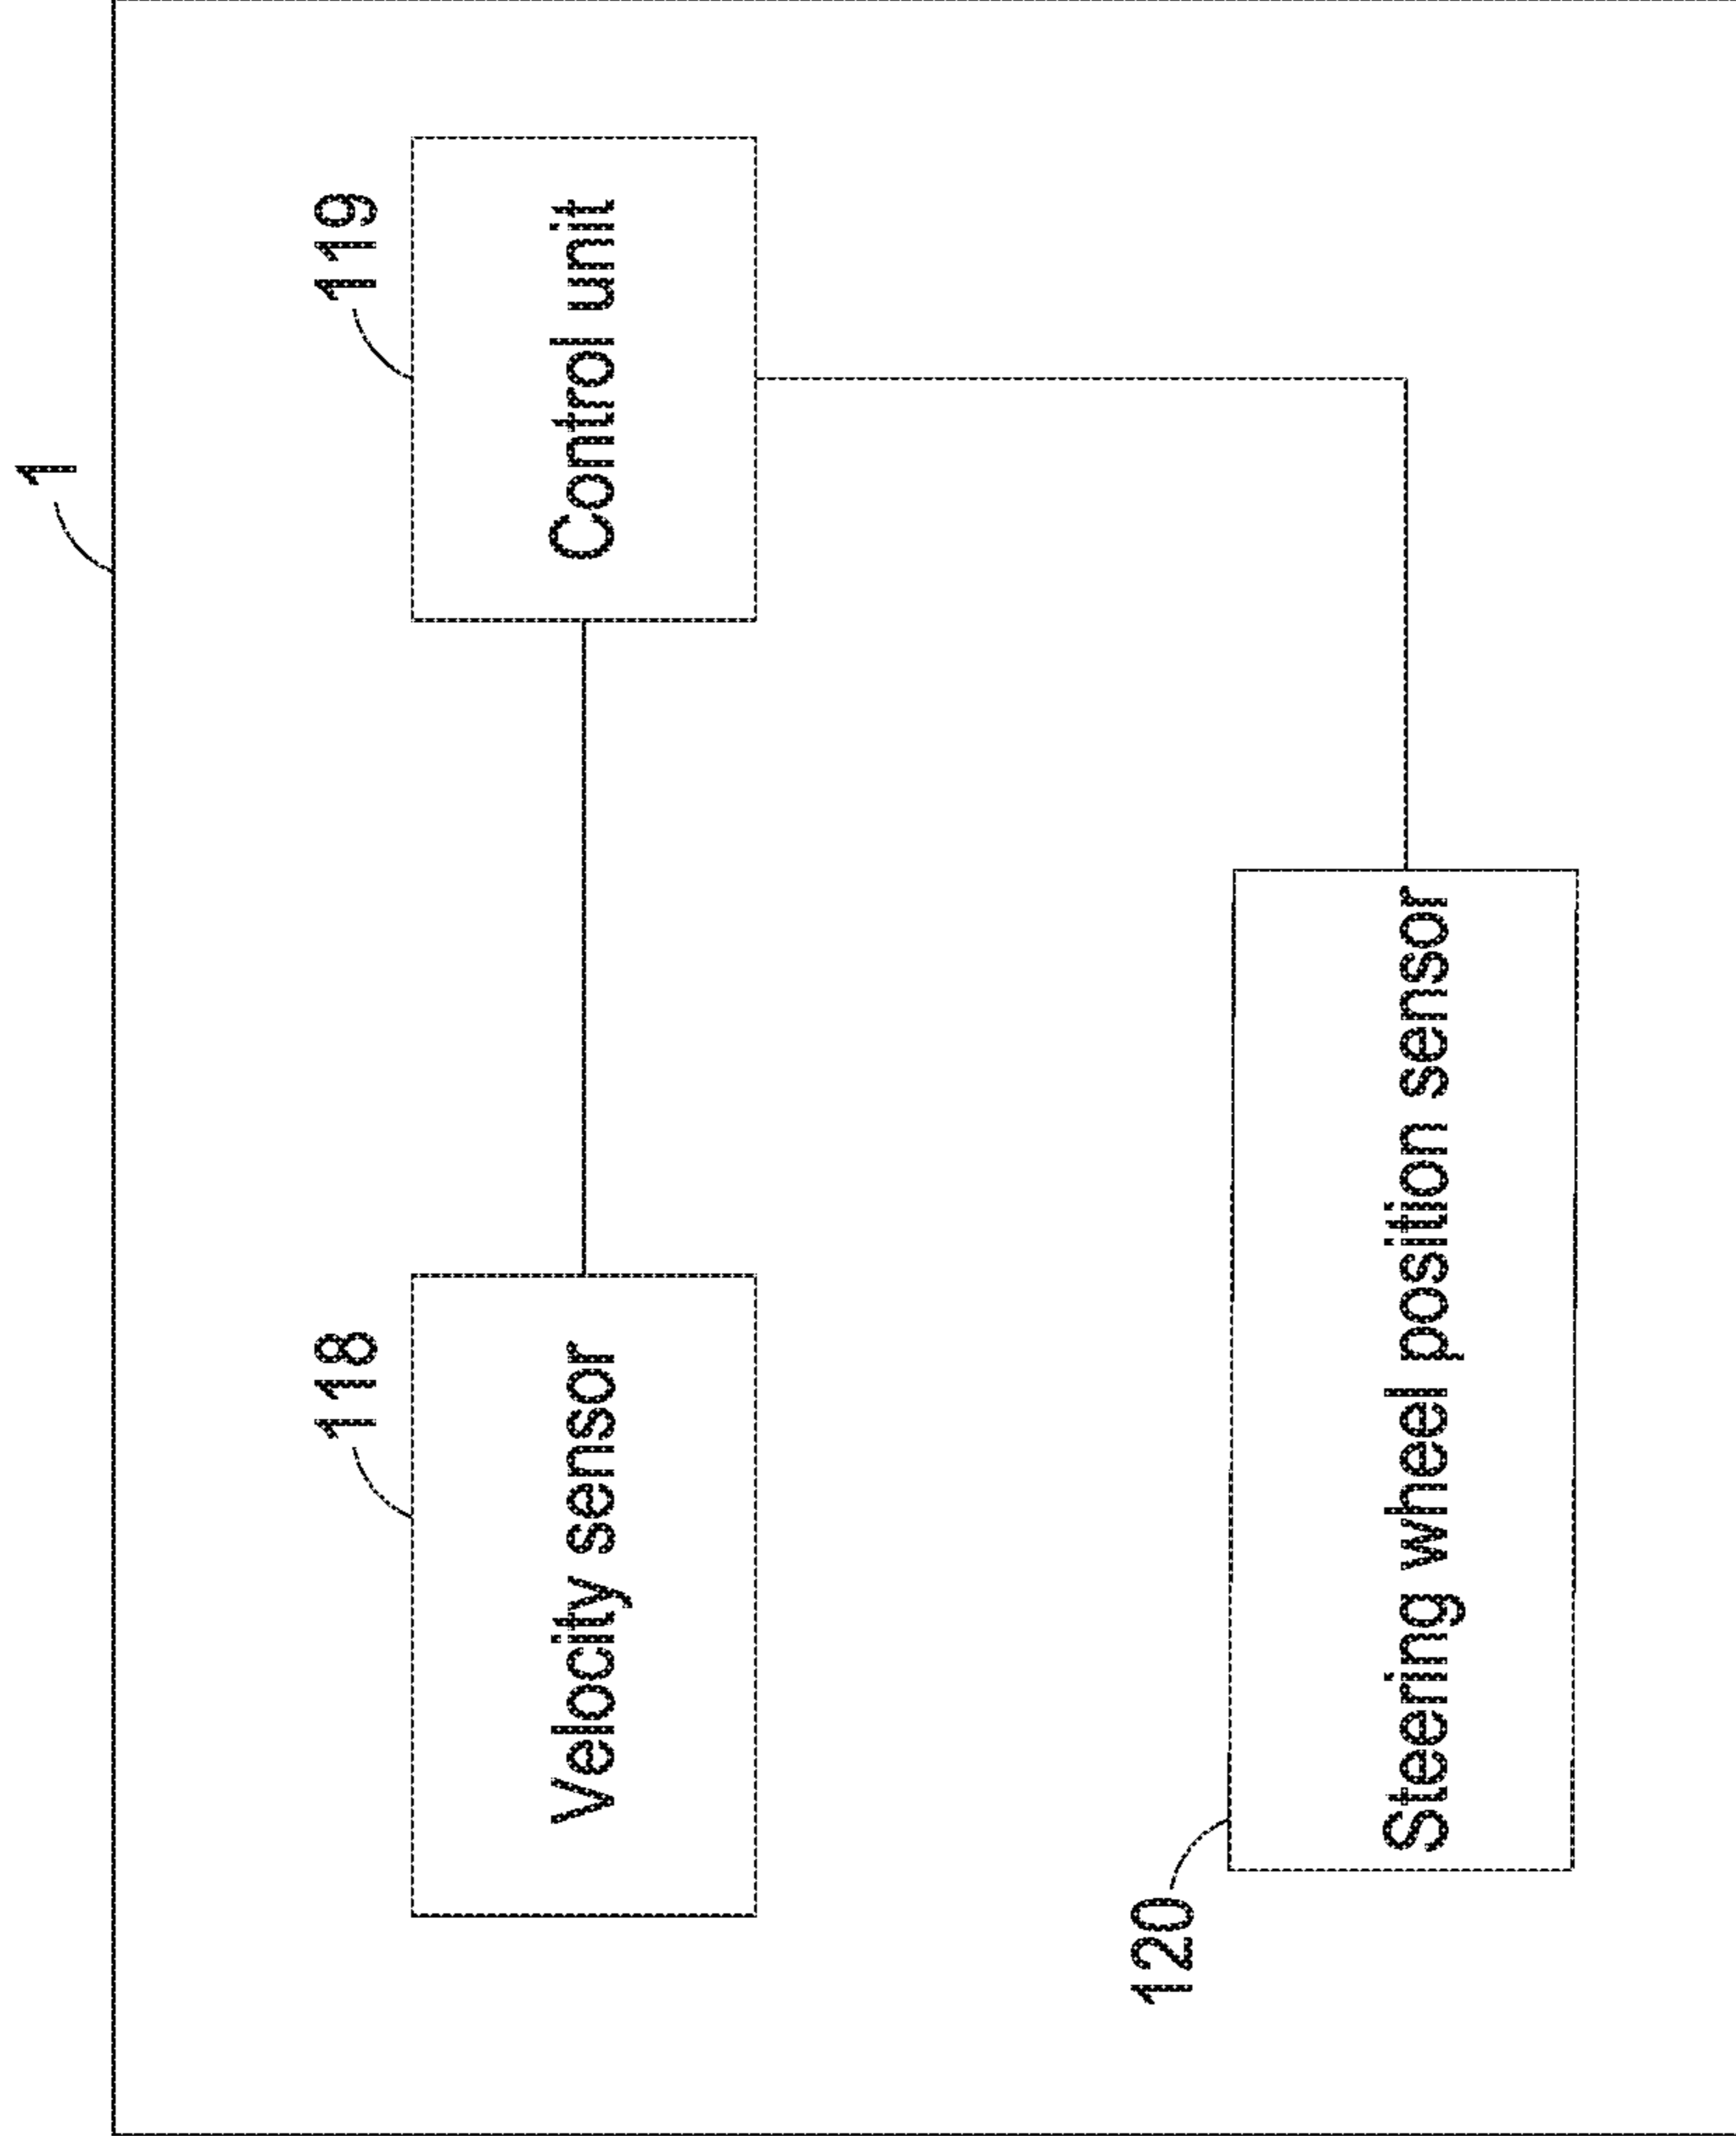 1
118
119
Velocity sensor
Control unit
120
Steering wheel position sensor